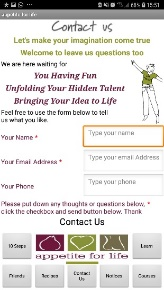 15:51
appetite for life
Contact us
Let's make your imagination come true
Welcome to leave us questions too
We are here waiting for
You Having Fun
Unfolding Your Hidden Talent
Bringing Your Idea to Life
Feel free to use the form below to tell
us what you like.
Your Name *
Type your name
Your Email Address *
Type your email Address
Your Phone
Type your phone
Please put down any thoughts or questions below, *
click the checkbox and send button below. Thank
Contact Us
10 Steps
appetite for life
Learn
Friends
Recipes
Contact
Us
Notices
Courses